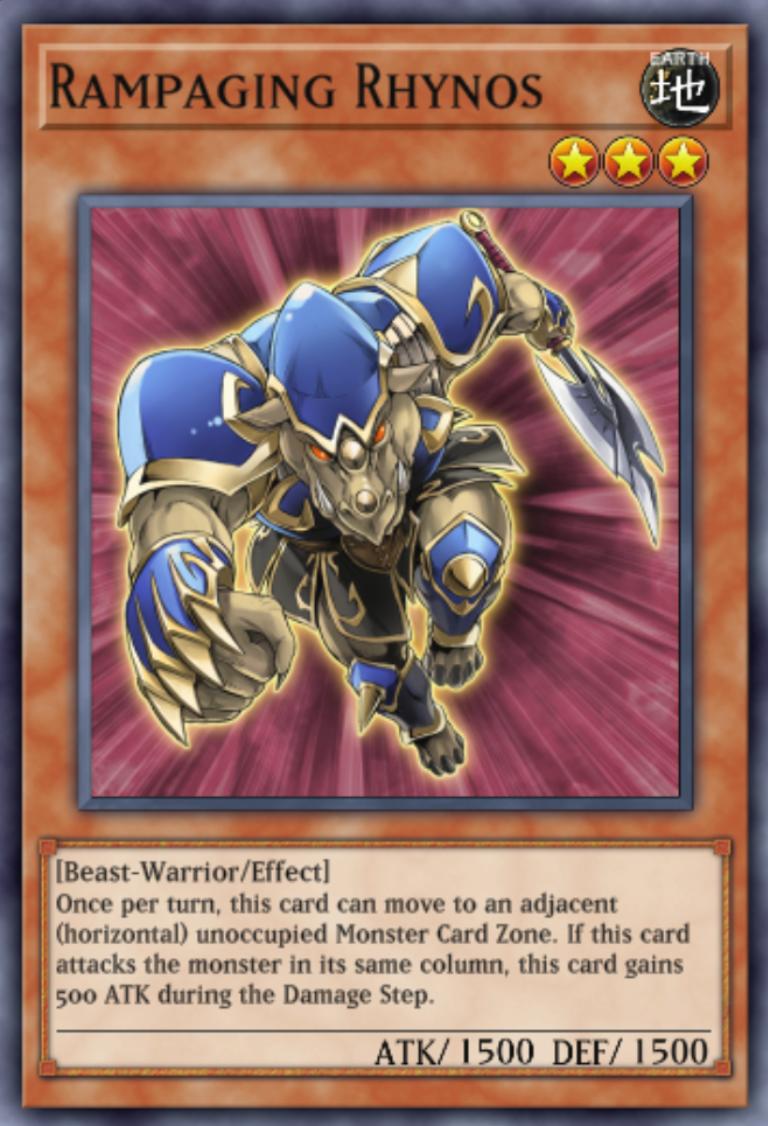 Rampaging Rhynos
EARTH
地
[Beast-Warrior/Effect]
Once per turn, this card can move to an adjacent
(horizontal) unoccupied Monster Card Zone. If this card
attacks the monster in its same column, this card gains
500 ATK during the Damage Step.
ATK/ 1500 DEF/ 1500